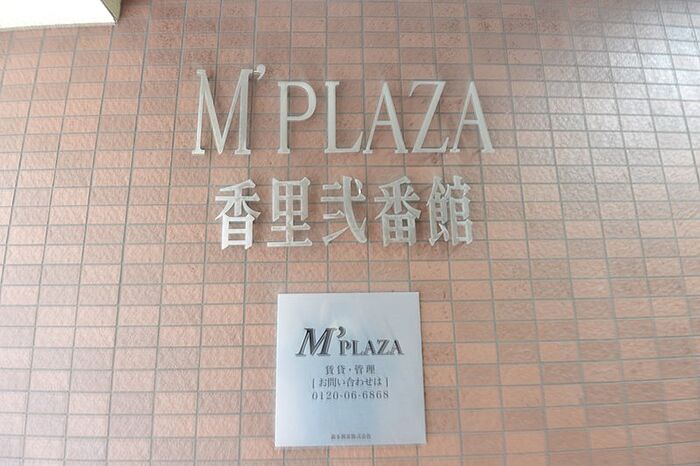 M'PLAZA
香里弐番館
M'PLAZA
賃貸・管理
[お問い合わせは]
0120-06-6868